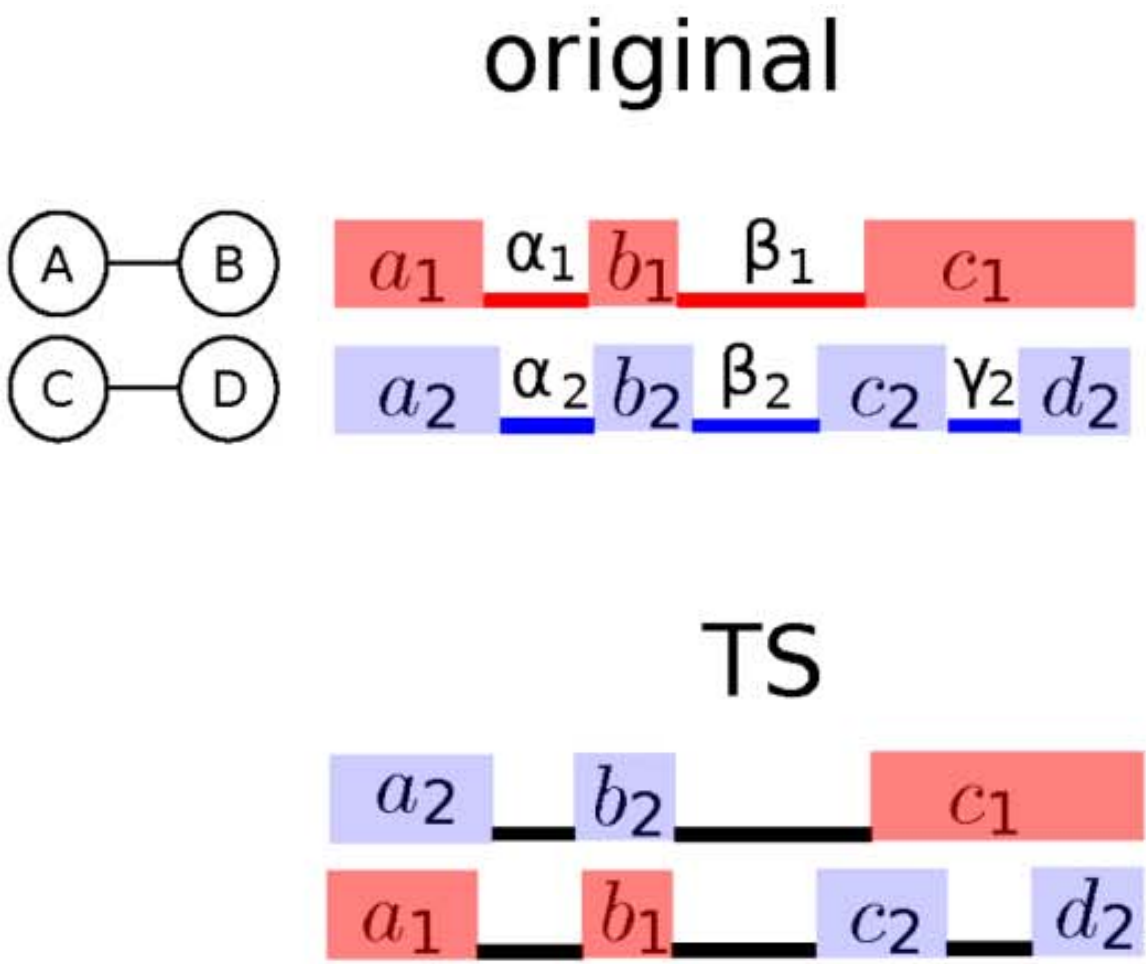 original
A B a₁ α₁ b₁ β₁ c₁
C D a₂ α₂ b₂ β₂ c₂ γ₂ d₂
TS
a₂ b₂ c₁
a₁ b₁ c₂ d₂